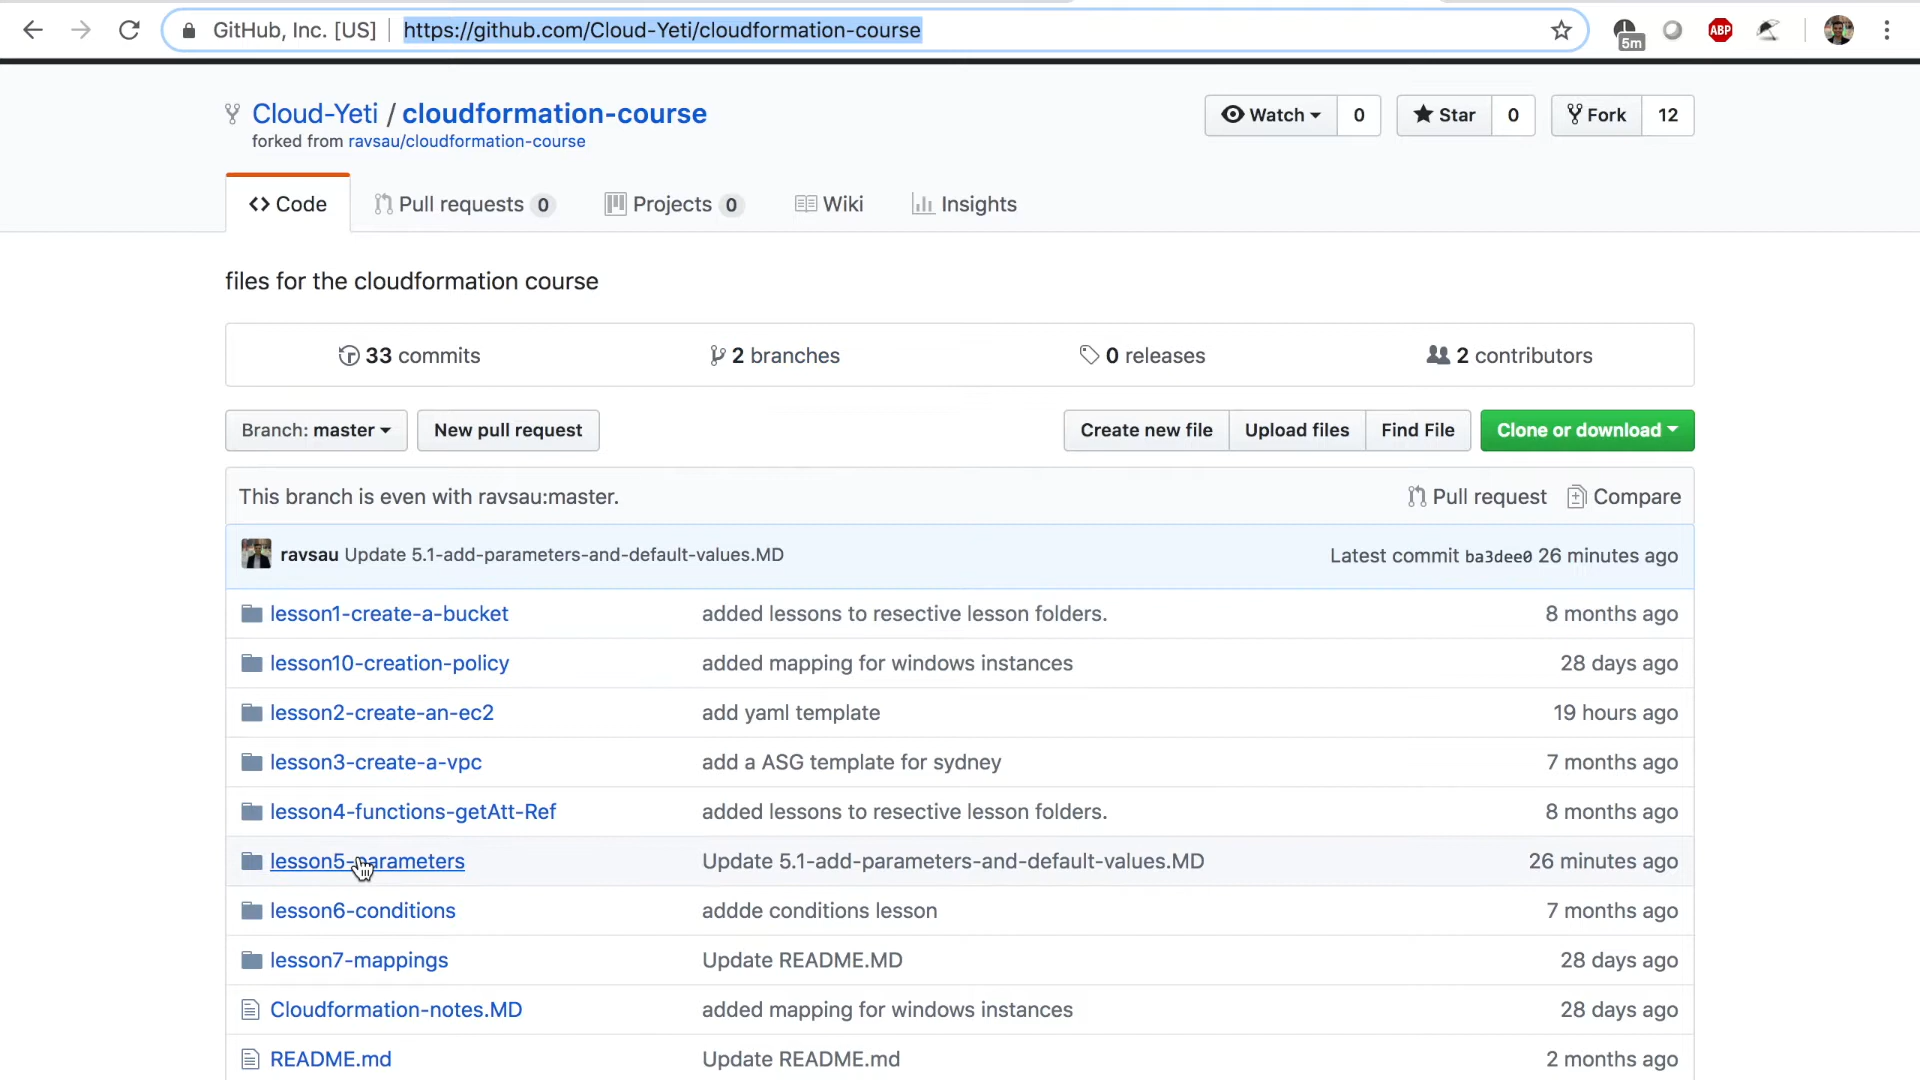 GitHub, Inc. [US] | https://github.com/Cloud-Yeti/cloudformation-course
5m
ABP
Cloud-Yeti / cloudformation-course
forked from ravsau/cloudformation-course
Watch 0
Star 0
Fork 12
<> Code
Pull requests 0
Projects 0
Wiki
Insights
files for the cloudformation course
33 commits
2 branches
0 releases
2 contributors
Branch: master
New pull request
Create new file
Upload files
Find File
Clone or download
This branch is even with ravsau:master.
Pull request
Compare
ravsau Update 5.1-add-parameters-and-default-values.MD
Latest commit ba3dee0 26 minutes ago
lesson1-create-a-bucket added lessons to resective lesson folders. 8 months ago
lesson10-creation-policy added mapping for windows instances 28 days ago
lesson2-create-an-ec2 add yaml template 19 hours ago
lesson3-create-a-vpc add a ASG template for sydney 7 months ago
lesson4-functions-getAtt-Ref added lessons to resective lesson folders. 8 months ago
lesson5-parameters Update 5.1-add-parameters-and-default-values.MD 26 minutes ago
lesson6-conditions addde conditions lesson 7 months ago
lesson7-mappings Update README.MD 28 days ago
Cloudformation-notes.MD added mapping for windows instances 28 days ago
README.md Update README.md 2 months ago